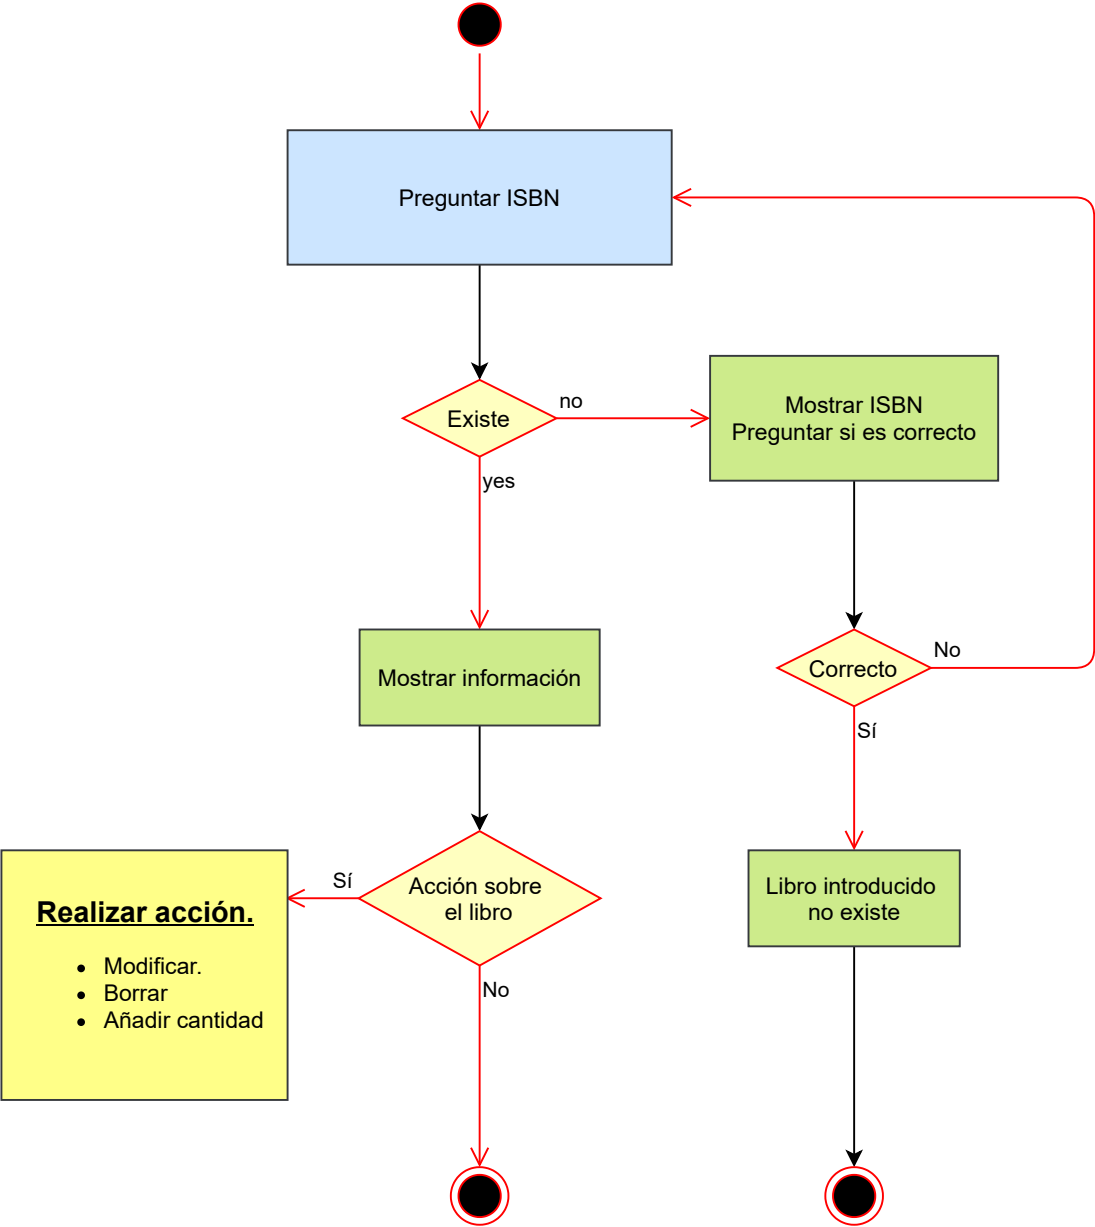 Preguntar ISBN
Existe
no
yes
Mostrar ISBN
Preguntar si es correcto
Mostrar información
Correcto
No
Sí
Acción sobre
el libro
Sí
No
Realizar acción.
Modificar.
Borrar
Añadir cantidad
Libro introducido
no existe